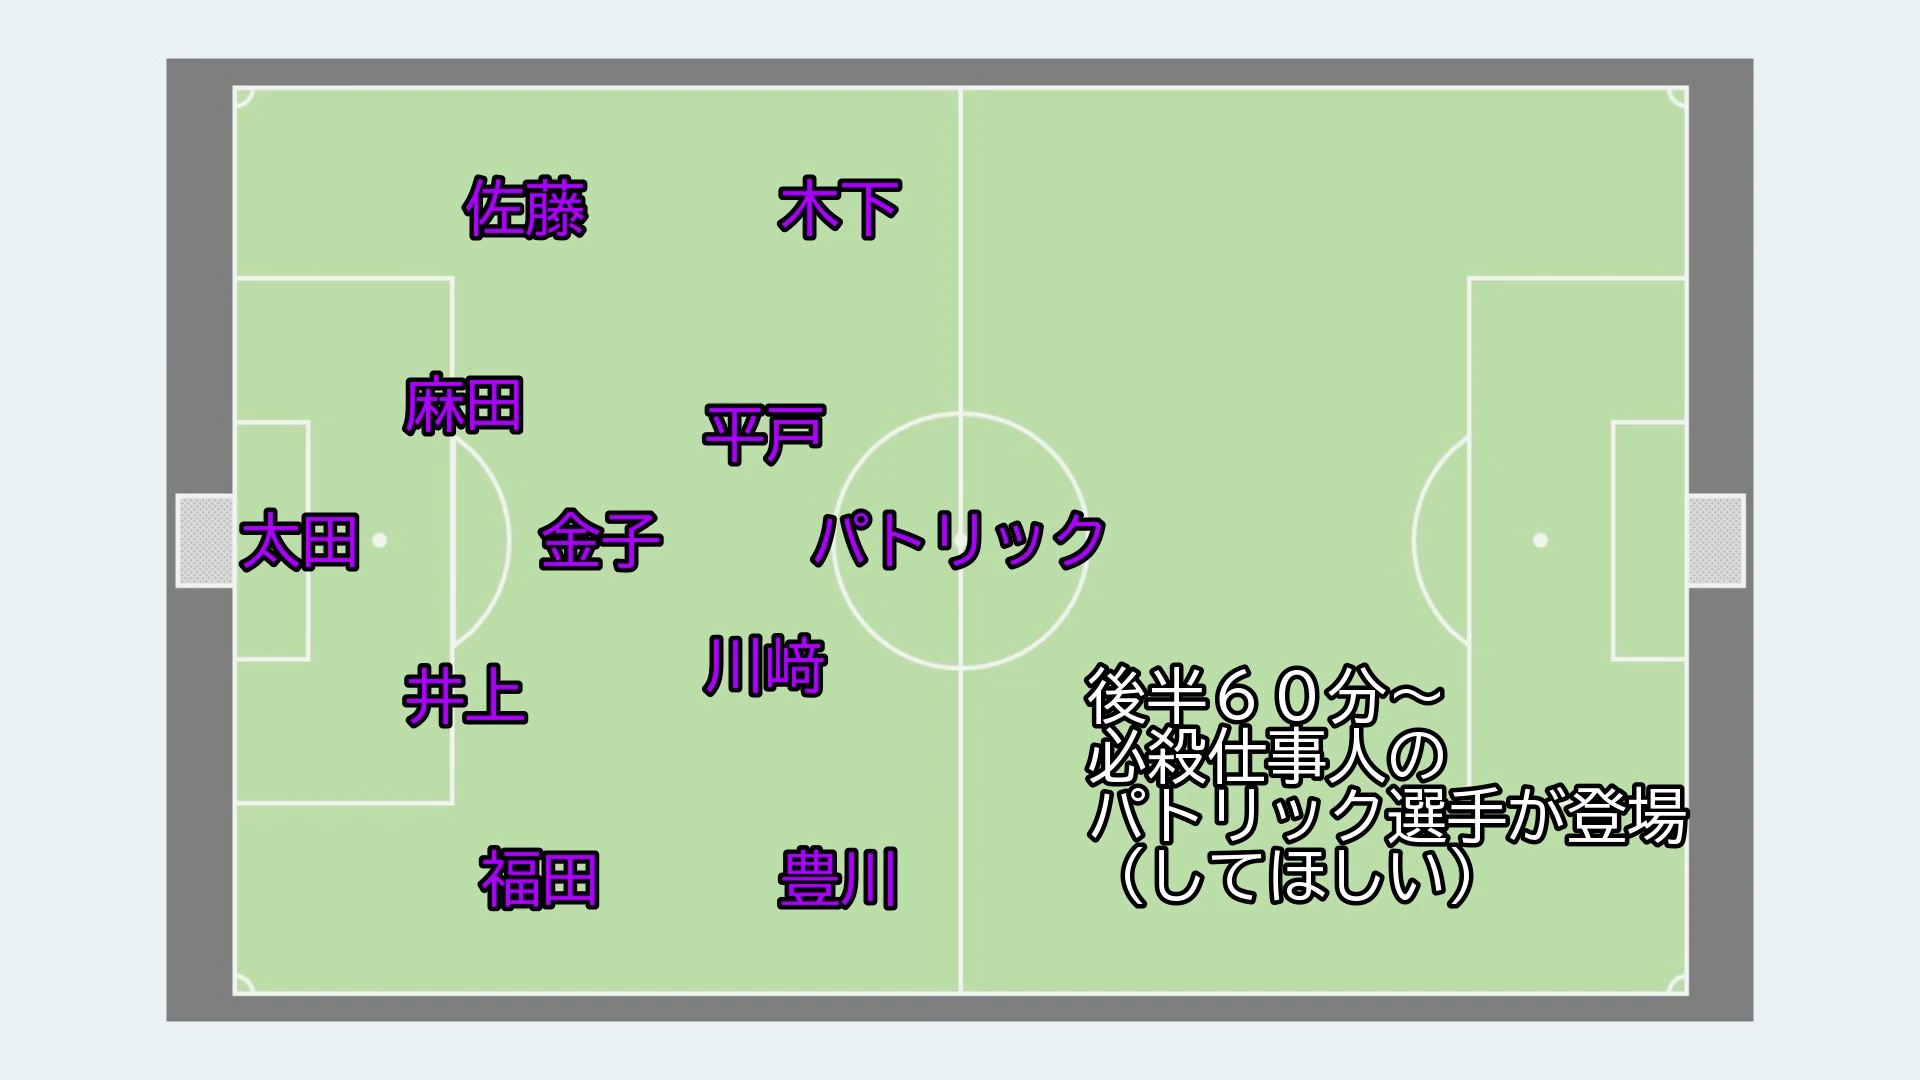 佐藤
木下
麻田
平戸
太田
金子
パトリック
川﨑
井上
福田
豊川
後半６０分～
必殺仕事人の
パトリック選手が登場
（してほしい）